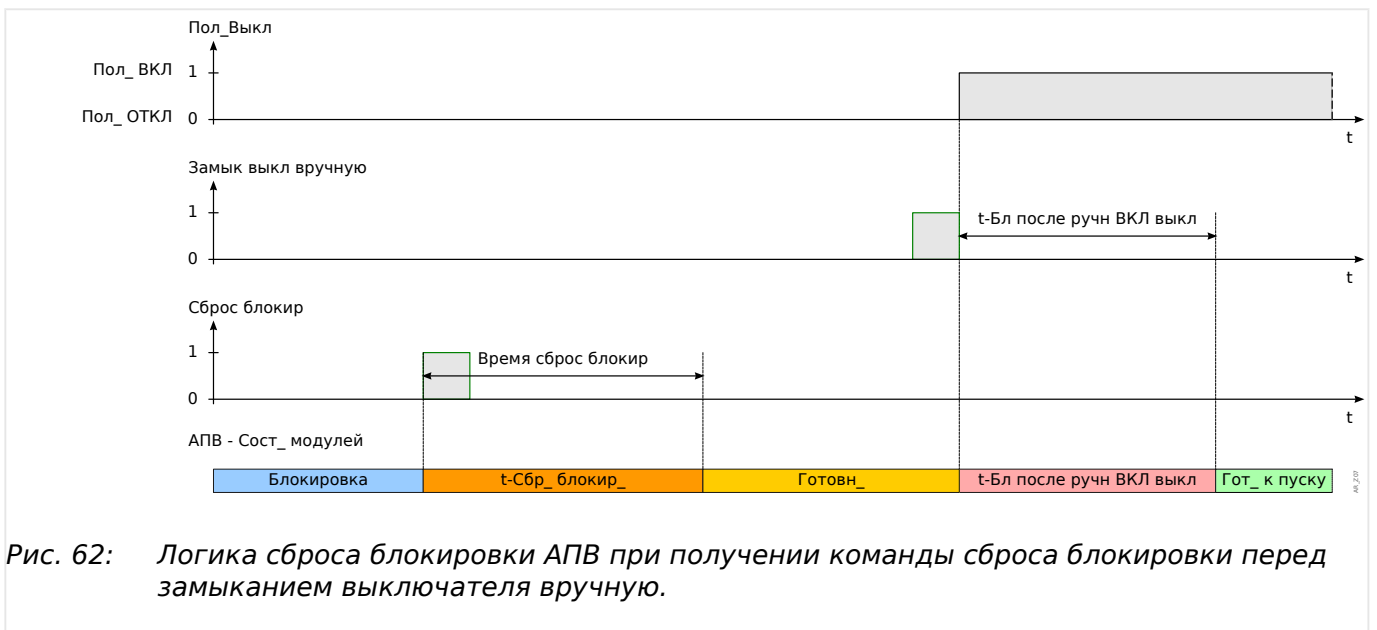 Пол_Выкл
Пол_ ВКЛ 1
Пол_ ОТКЛ 0
t
Замык выкл вручную
1
t-Бл после ручн ВКЛ выкл
0
t
Сброс блокир
1
Время сброс блокир
0
t
АПВ - Сост_ модулей
Блокировка t-Сбр_ блокир_ Готовн_ t-Бл после ручн ВКЛ выкл Гот_ к пуску
AR_Z07
Рис. 62: Логика сброса блокировки АПВ при получении команды сброса блокировки перед
замыканием выключателя вручную.